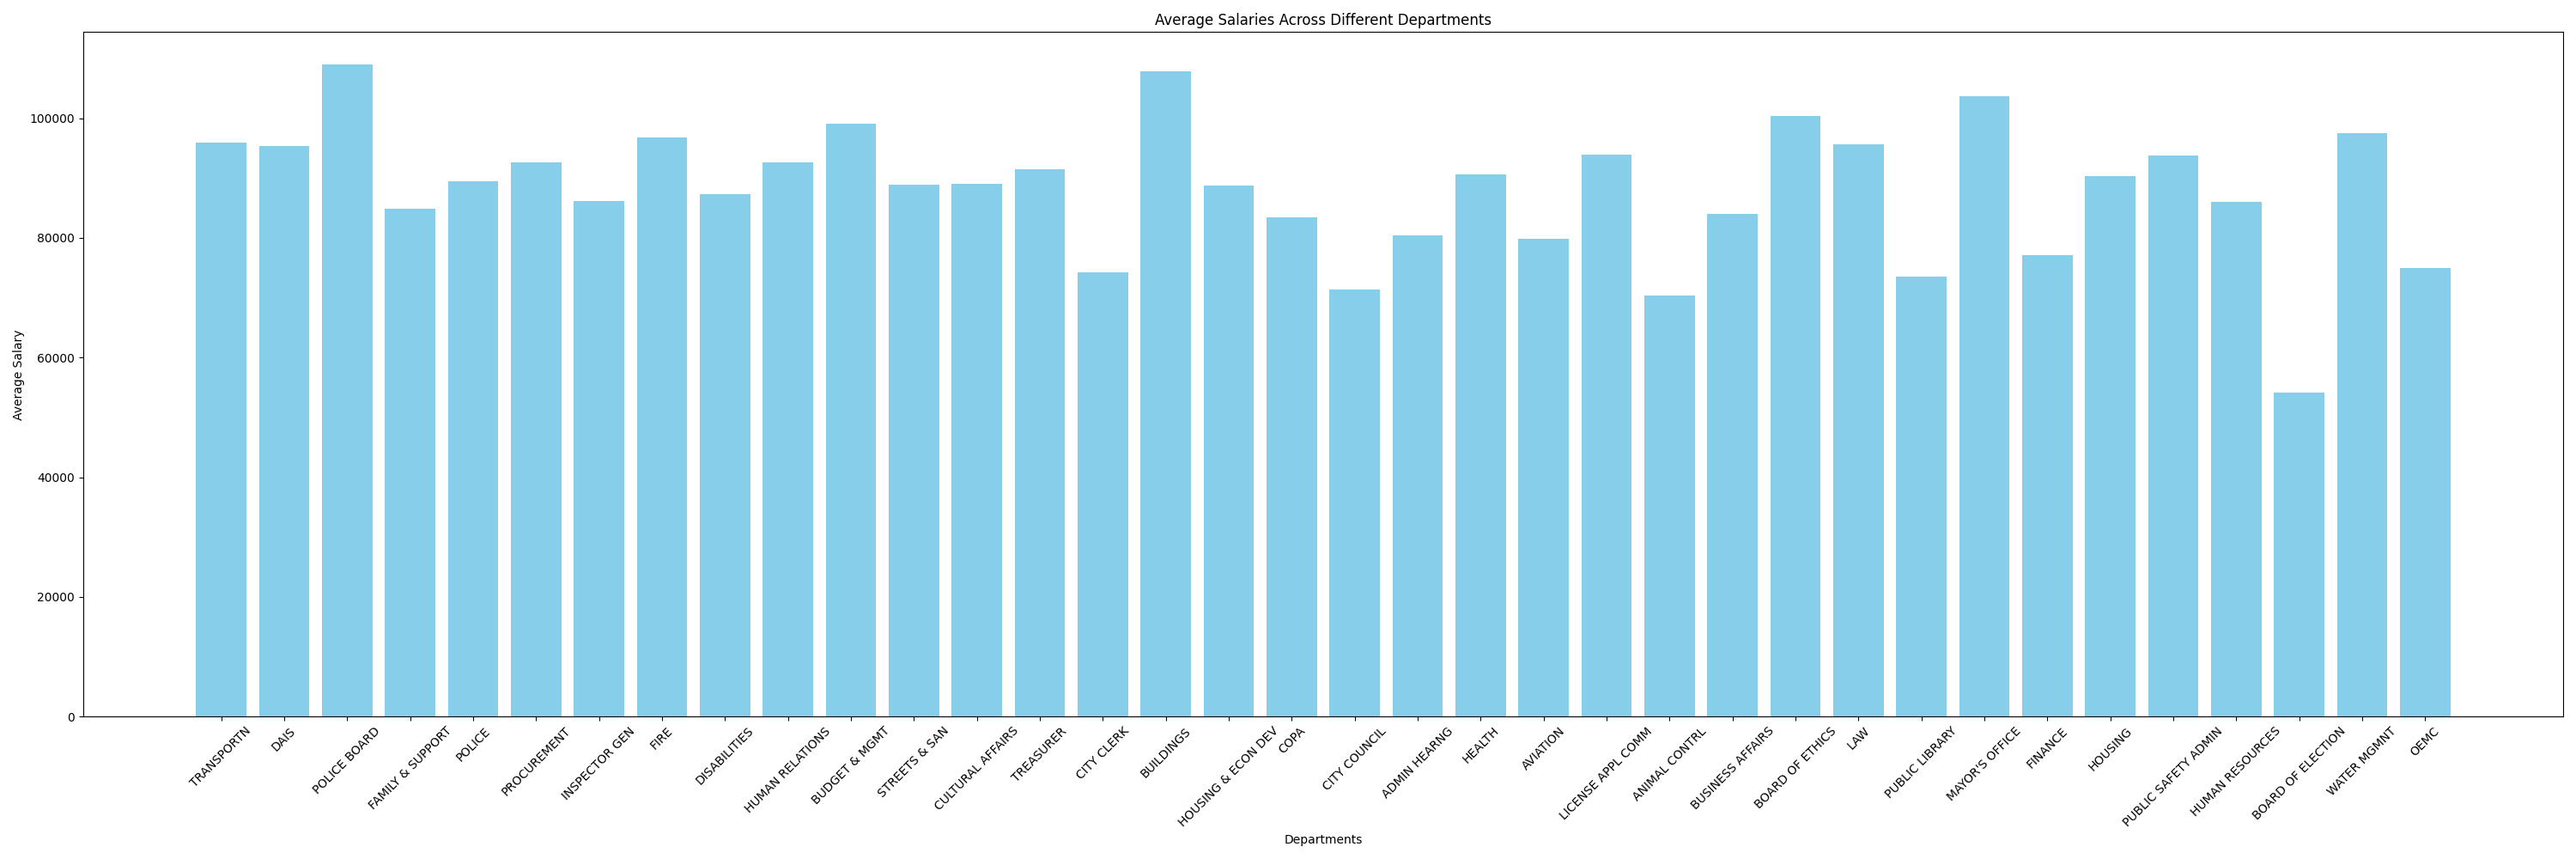 Average Salaries Across Different Departments
Average Salary
100000
80000
60000
40000
20000
0
TRANSPORTN
DAIS
POLICE BOARD
FAMILY & SUPPORT
POLICE
PROCUREMENT
INSPECTOR GEN
FIRE
DISABILITIES
HUMAN RELATIONS
BUDGET & MGMT
STREETS & SAN
CULTURAL AFFAIRS
TREASURER
CITY CLERK
BUILDINGS
HOUSING & ECON DEV
COPA
CITY COUNCIL
ADMIN HEARNG
HEALTH
AVIATION
LICENSE APPL COMM
ANIMAL CONTRL
BUSINESS AFFAIRS
BOARD OF ETHICS
LAW
PUBLIC LIBRARY
MAYOR'S OFFICE
FINANCE
HOUSING
PUBLIC SAFETY ADMIN
HUMAN RESOURCES
BOARD OF ELECTION
WATER MGMNT
OEMC
Departments